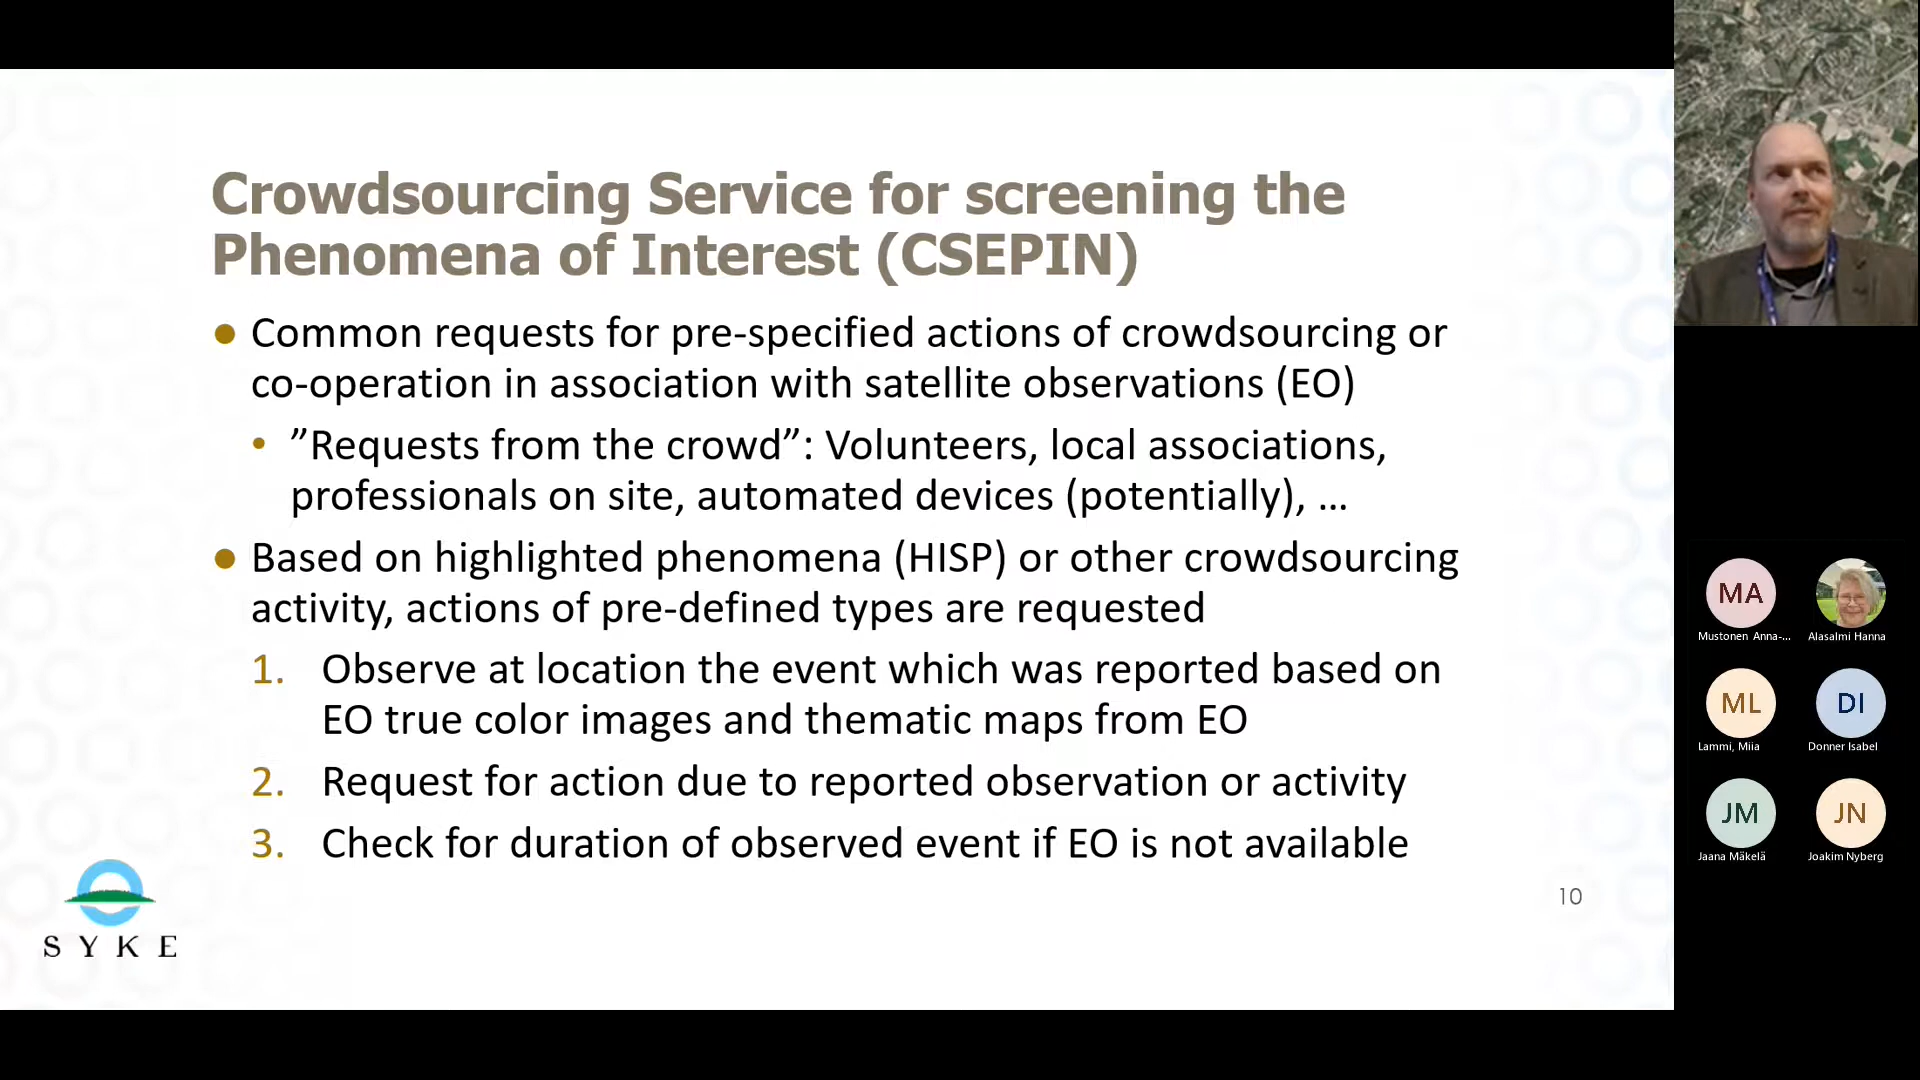 Crowdsourcing Service for screening the
Phenomena of Interest (CSEPIN)
● Common requests for pre-specified actions of crowdsourcing or
co-operation in association with satellite observations (EO)
• ”Requests from the crowd”: Volunteers, local associations,
professionals on site, automated devices (potentially), …
● Based on highlighted phenomena (HISP) or other crowdsourcing
activity, actions of pre-defined types are requested
1. Observe at location the event which was reported based on
EO true color images and thematic maps from EO
2. Request for action due to reported observation or activity
3. Check for duration of observed event if EO is not available
10
SYKE
MA
Mustonen Anna-...
Alasalmi Hanna
ML
Lammi, Miia
DI
Donner Isabel
JM
Jaana Mäkelä
JN
Joakim Nyberg